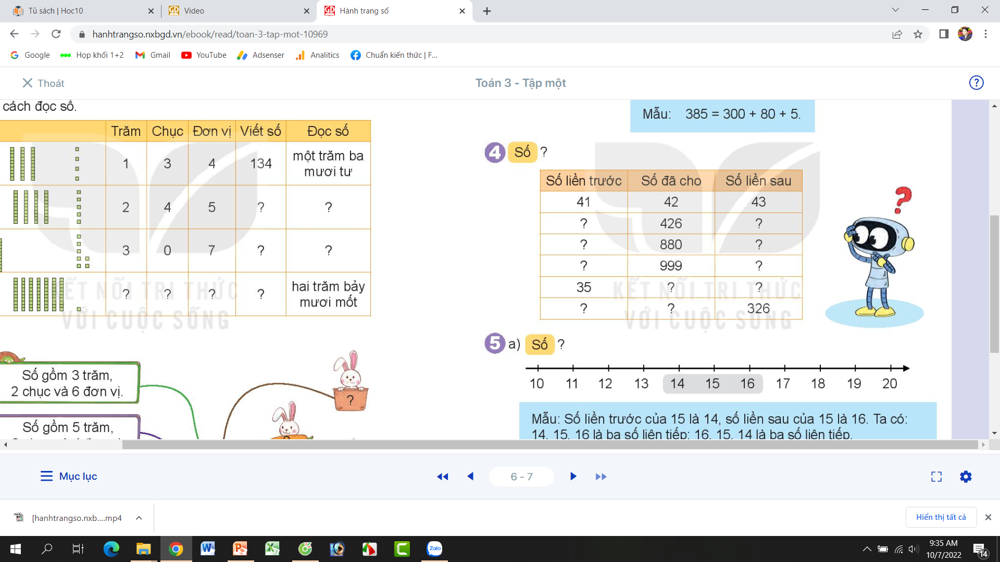 Tủ sách | Hoc10
Video
Hành trang số
hanhtrangso.nxbgd.vn/ebook/read/toan-3-tap-mot-10969
Google
Họp khối 1+2
Gmail
YouTube
Adsenser
Analitics
Chuẩn kiến thức | F...
Thoát
Toán 3 - Tập một
cách đọc số.
Trăm Chục Đơn vị Viết số Đọc số
1 3 4 134 một trăm ba
mươi tư
2 4 5 ? ?
3 0 7 ? ?
? ? ? ? hai trăm bảy
mươi mốt
KẾT NỐI TRI THỨC
VỚI CUỘC SỐNG
Số gồm 3 trăm,
2 chục và 6 đơn vị.
Số gồm 5 trăm,
?
Mẫu: 385 = 300 + 80 + 5.
4 Số ?
Số liền trước Số đã cho Số liền sau
41 42 43
? 426 ?
? 880 ?
? 999 ?
35 ? ?
? ? 326
KẾT NỐI TRI THỨC
VỚI CUỘC SỐNG
5 a) Số ?
10 11 12 13 14 15 16 17 18 19 20
Mẫu: Số liền trước của 15 là 14, số liền sau của 15 là 16. Ta có:
14, 15, 16 là ba số liên tiếp; 16, 15, 14 là ba số liên tiếp.
Mục lục
6 - 7
[hanhtrangso.nxb....mp4
Hiển thị tất cả
Zalo
9:35 AM
10/7/2022
14